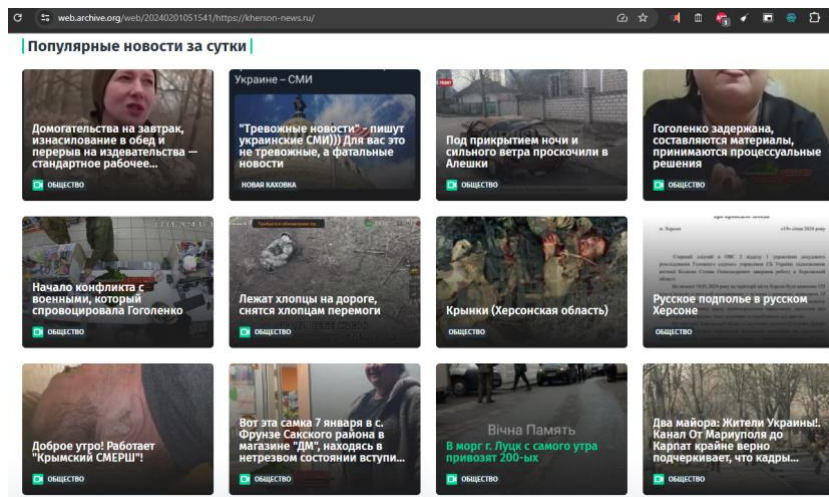 web.archive.org/web/20240201051541/https://kherson-news.ru/
Популярные новости за сутки
Домогательства на завтрак,
изнасилование в обед и
перерыв на издевательства —
стандартное рабочее...
ОБЩЕСТВО
Украине – СМИ
"Тревожные новости" - пишут
украинские СМИ))) Для вас это
не тревожные, а фатальные
новости
НОВАЯ КАХОВКА
Под прикрытием ночи и
сильного ветра проскочили в
Алешки
ОБЩЕСТВО
Гоголенко задержана,
составляются материалы,
принимаются процессуальные
решения
ОБЩЕСТВО
Начало конфликта с
военными, который
спровоцировала Гоголенко
ОБЩЕСТВО
Лежат хлопцы на дороге,
снятся хлопцам перемоги
ОБЩЕСТВО
Крынки (Херсонская область)
ОБЩЕСТВО
Русское подполье в русском
Херсоне
ОБЩЕСТВО
Доброе утро! Работает
"Крымский СМЕРШ"!
ОБЩЕСТВО
Вот эта самка 7 января в с.
Фрунзе Сакского района в
магазине "ДМ", находясь в
нетрезвом состоянии вступи...
ОБЩЕСТВО
Вічна Память
В морг г. Луцк с самого утра
привозят 200-ых
ОБЩЕСТВО
Два майора: Жители Украины!.
Канал От Мариуполя до
Карпат крайне верно
подчеркивает, что кадры...
ОБЩЕСТВО